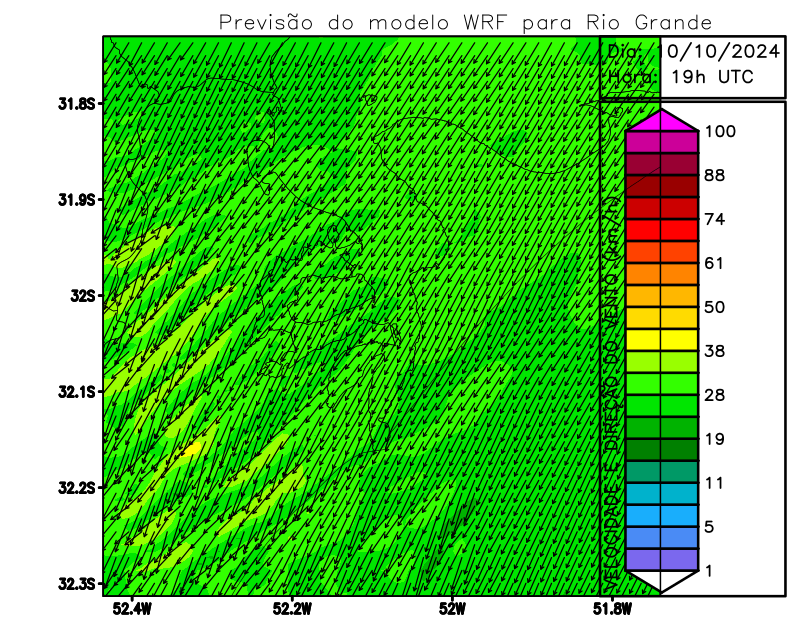 Previsão do modelo WRF para Rio Grande
Dia: 10/10/2024
Hora: 19h UTC
31.8S
31.9S
32S
32.1S
32.2S
32.3S
52.4W
52.2W
52W
51.8W
VELOCIDADE E DIREÇÃO DO VENTO (km/h)
100
88
74
61
50
38
28
19
11
5
1